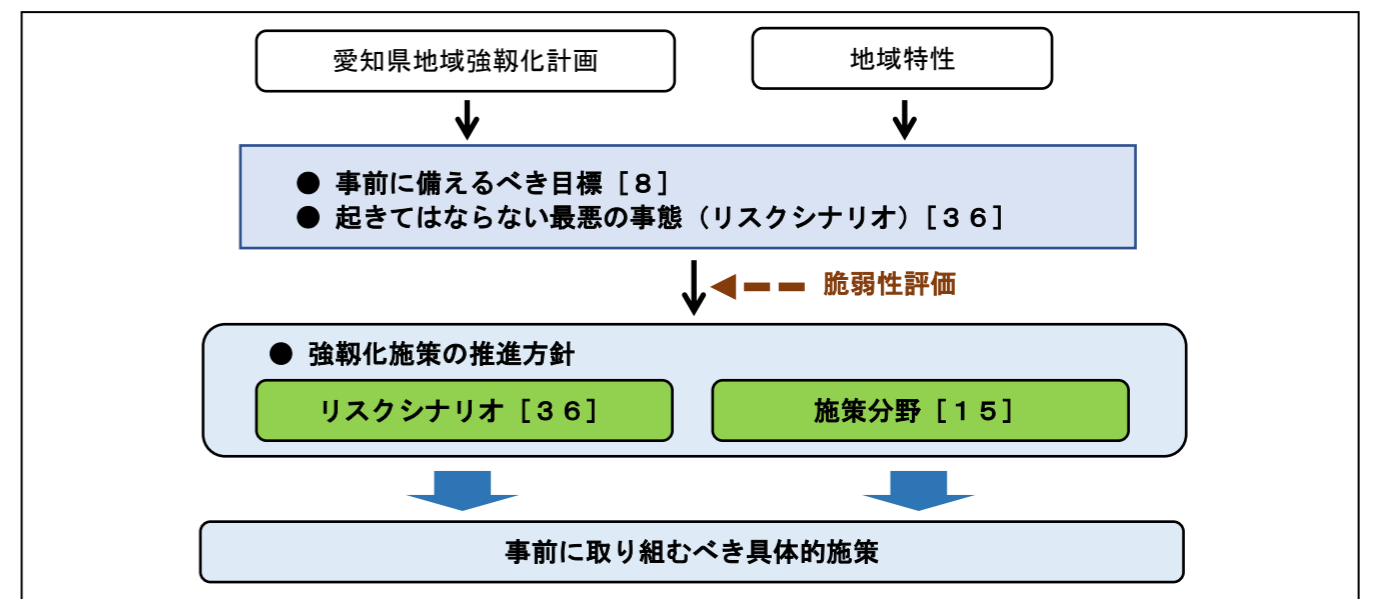 愛知県地域強靱化計画
地域特性
● 事前に備えるべき目標［８］
● 起きてはならない最悪の事態（リスクシナリオ）［３６］
脆弱性評価
● 強靱化施策の推進方針
リスクシナリオ［３６］
施策分野［１５］
事前に取り組むべき具体的施策